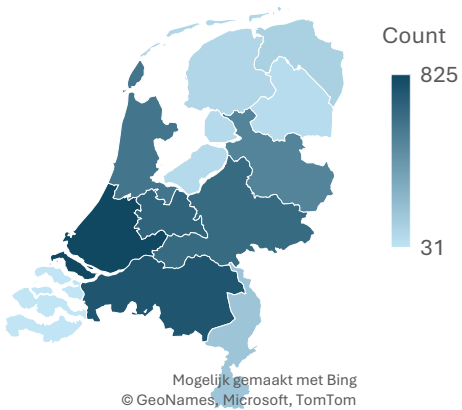 Count
825
31
Mogelijk gemaakt met Bing
© GeoNames, Microsoft, TomTom